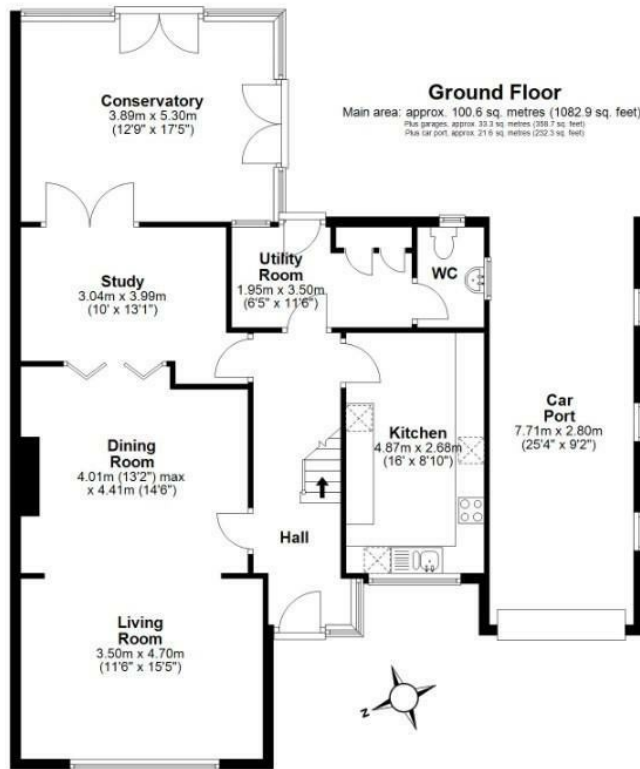 Ground Floor
Main area: approx. 100.6 sq. metres (1082.9 sq. feet)
Plus garages, approx. 33.3 sq. metres (358.7 sq. feet)
Plus car port, approx. 21.6 sq. metres (232.3 sq. feet)
Conservatory
3.89m x 5.30m
(12'9" x 17'5")
Study
3.04m x 3.99m
(10' x 13'1")
Utility
Room
1.95m x 3.50m
(6'5" x 11'6")
WC
Dining
Room
4.01m (13'2") max
x 4.41m (14'6")
Kitchen
4.87m x 2.68m
(16' x 8'10")
Car
Port
7.71m x 2.80m
(25'4" x 9'2")
Hall
Living
Room
3.50m x 4.70m
(11'6" x 15'5")
N